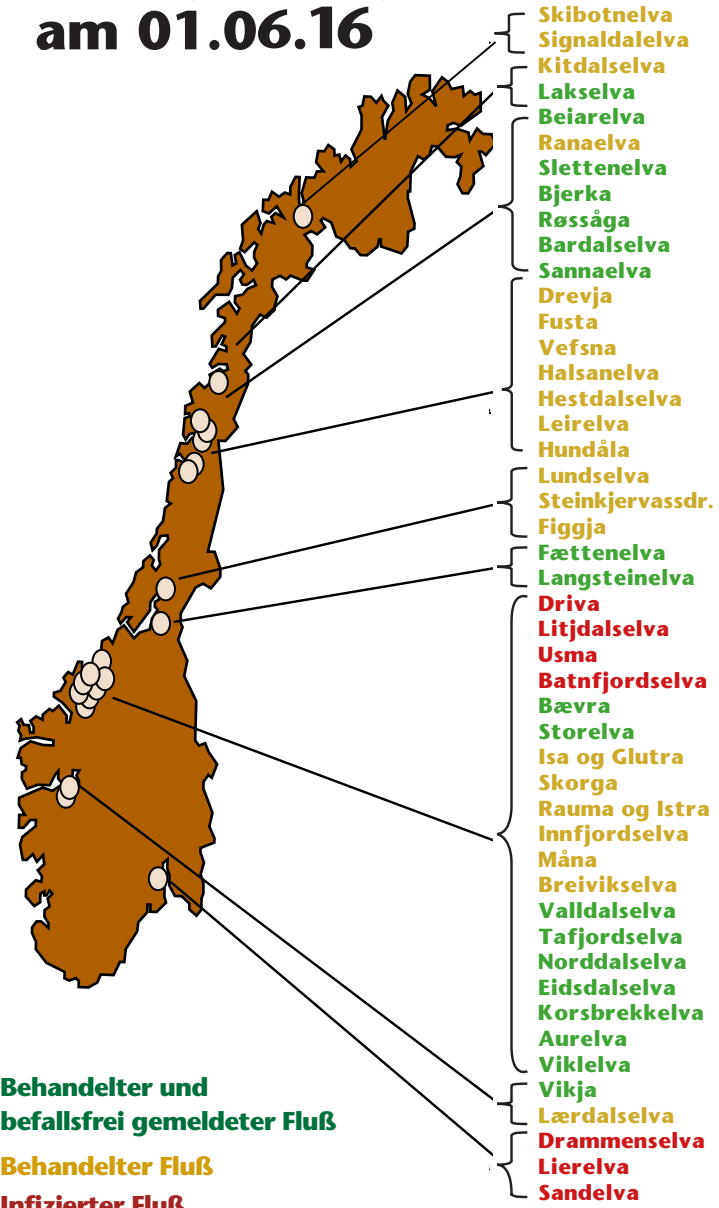 am 01.06.16
Skibotnelva
Signaldalelva
Kitdalselva
Lakselva
Beiarelva
Ranaelva
Slettenelva
Bjerka
Røssåga
Bardalselva
Sannaelva
Drevja
Fusta
Vefsna
Halsanelva
Hestdalselva
Leirelva
Hundåla
Lundselva
Steinkjervassdr.
Figgja
Fættenelva
Langsteinelva
Driva
Litjdalselva
Usma
Batnfjordselva
Bævra
Storelva
Isa og Glutra
Skorga
Rauma og Istra
Innfjordselva
Måna
Breivikselva
Valldalselva
Tafjordselva
Norddalselva
Eidsdalselva
Korsbrekkelva
Aurelva
Viklelva
Vikja
Lærdalselva
Drammenselva
Lierelva
Sandelva
Behandelter und
befallsfrei gemeldeter Fluß
Behandelter Fluß
Infizierter Fluß